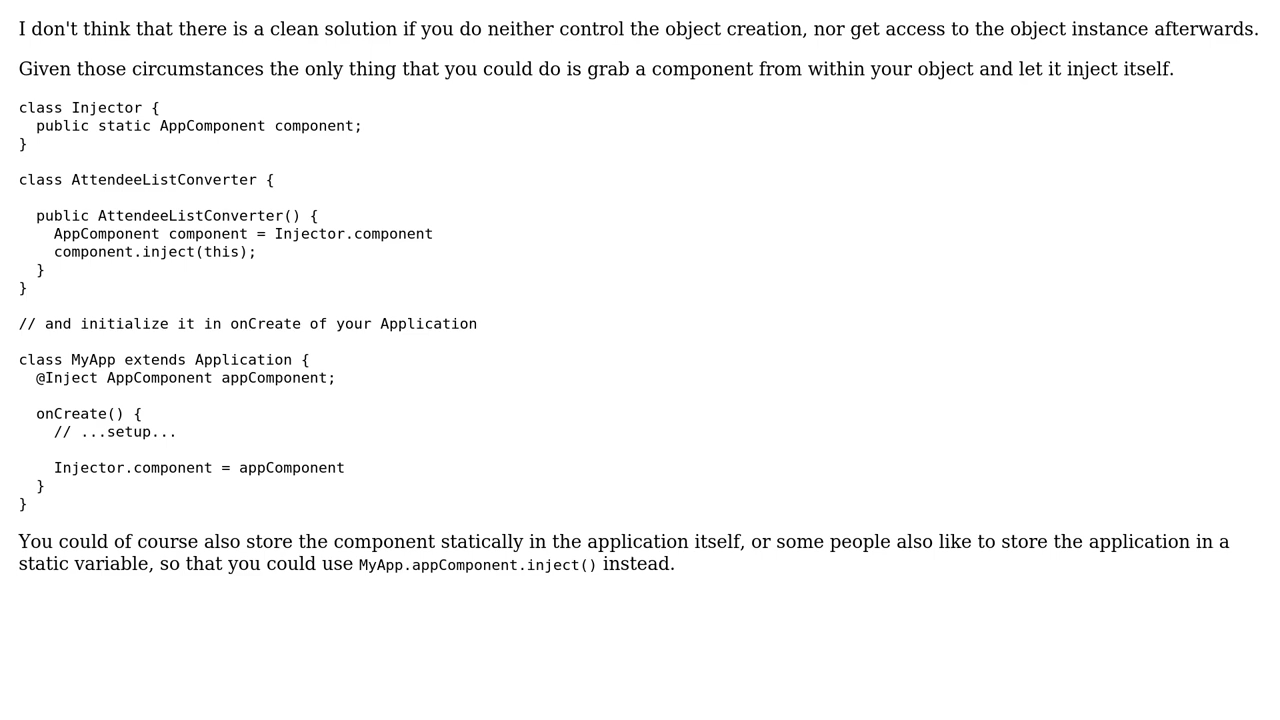 I don't think that there is a clean solution if you do neither control the object creation, nor get access to the object instance afterwards.
Given those circumstances the only thing that you could do is grab a component from within your object and let it inject itself.
class Injector {
  public static AppComponent component;
}
class AttendeeListConverter {
  public AttendeeListConverter() {
    AppComponent component = Injector.component
    component.inject(this);
  }
}
// and initialize it in onCreate of your Application
class MyApp extends Application {
  @Inject AppComponent appComponent;
  onCreate() {
    // ...setup...
    Injector.component = appComponent
  }
}
You could of course also store the component statically in the application itself, or some people also like to store the application in a
static variable, so that you could use MyApp.appComponent.inject() instead.